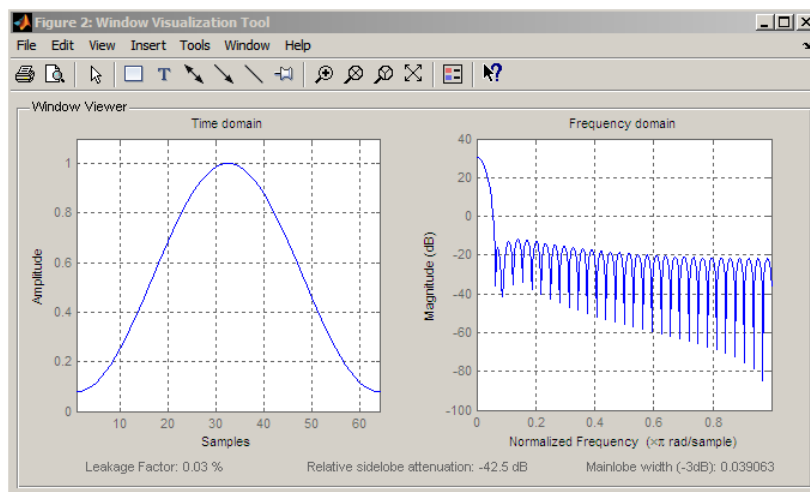 Figure 2: Window Visualization Tool
File Edit View Insert Tools Window Help
T
Window Viewer
Time domain
Frequency domain
Amplitude
1
0.8
0.6
0.4
0.2
0
10 20 30 40 50 60
Samples
Magnitude (dB)
40
20
0
-20
-40
-60
-80
-100
0 0.2 0.4 0.6 0.8
Normalized Frequency (×π rad/sample)
Leakage Factor: 0.03 % Relative sidelobe attenuation: -42.5 dB Mainlobe width (-3dB): 0.039063